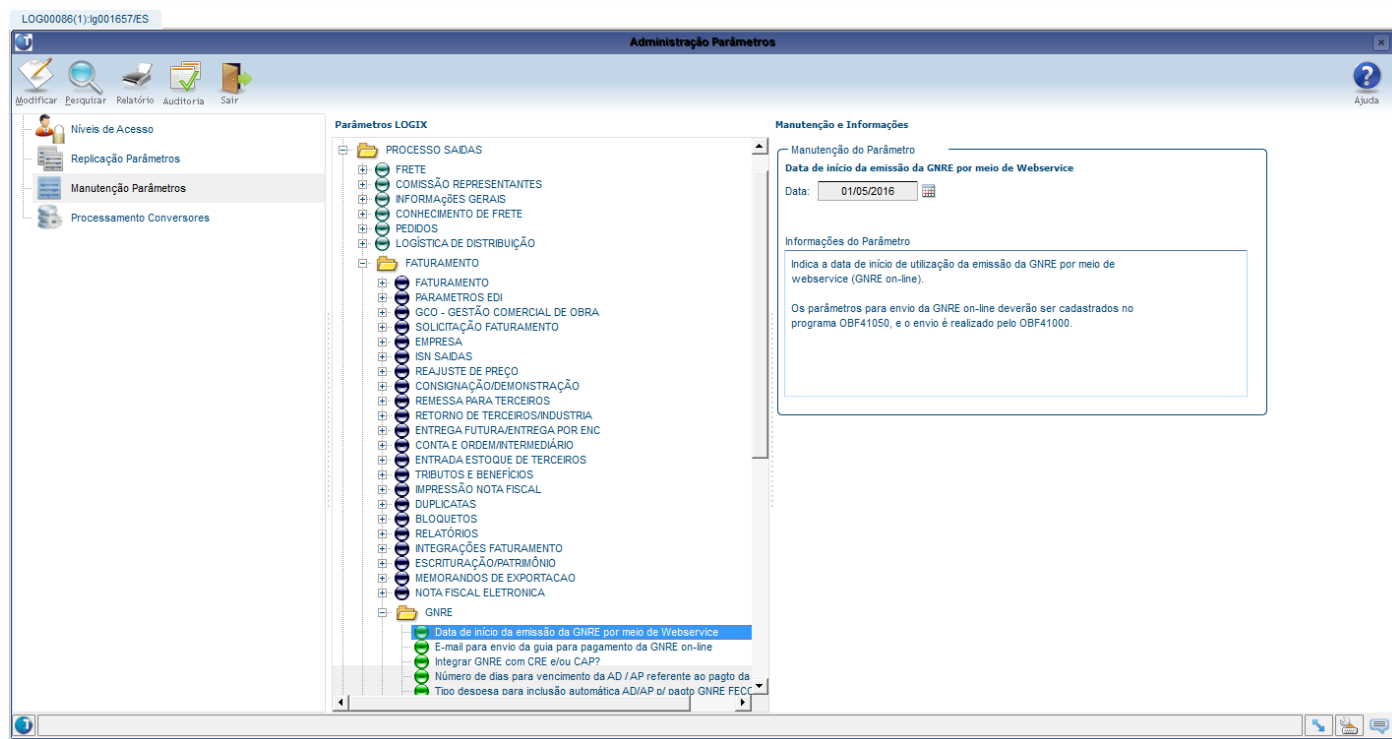 LOG00086(1):lg001657/ES
Administração Parâmetros
Modificar Pesquisar Relatório Auditoria Sair
Ajuda
Níveis de Acesso
Replicação Parâmetros
Manutenção Parâmetros
Processamento Conversores
Parâmetros LOGIX
PROCESSO SAIDAS
FRETE
COMISSÃO REPRESENTANTES
INFORMAçõES GERAIS
CONHECIMENTO DE FRETE
PEDIDOS
LOGÍSTICA DE DISTRIBUIÇÃO
FATURAMENTO
FATURAMENTO
PARAMETROS EDI
GCO - GESTÃO COMERCIAL DE OBRA
SOLICITAÇÃO FATURAMENTO
EMPRESA
ISN SAIDAS
REAJUSTE DE PREÇO
CONSIGNAÇÃO/DEMONSTRAÇÃO
REMESSA PARA TERCEIROS
RETORNO DE TERCEIROS/INDUSTRIA
ENTREGA FUTURA/ENTREGA POR ENC
CONTA E ORDEM/INTERMEDIÁRIO
ENTRADA ESTOQUE DE TERCEIROS
TRIBUTOS E BENEFÍCIOS
IMPRESSÃO NOTA FISCAL
DUPLICATAS
BLOQUETOS
RELATÓRIOS
INTEGRAÇÕES FATURAMENTO
ESCRITURAÇÃO/PATRIMÔNIO
MEMORANDOS DE EXPORTACAO
NOTA FISCAL ELETRONICA
GNRE
Data de início da emissão da GNRE por meio de Webservice
E-mail para envio da guia para pagamento da GNRE on-line
Integrar GNRE com CRE e/ou CAP?
Número de dias para vencimento da AD / AP referente ao pagto da
Tipo despesa para inclusão automática AD/AP p/ pagto GNRE FECC
Manutenção e Informações
Manutenção do Parâmetro
Data de início da emissão da GNRE por meio de Webservice
Data: 01/05/2016
Informações do Parâmetro
Indica a data de início de utilização da emissão da GNRE por meio de
webservice (GNRE on-line).
Os parâmetros para envio da GNRE on-line deverão ser cadastrados no
programa OBF41050, e o envio é realizado pelo OBF41000.